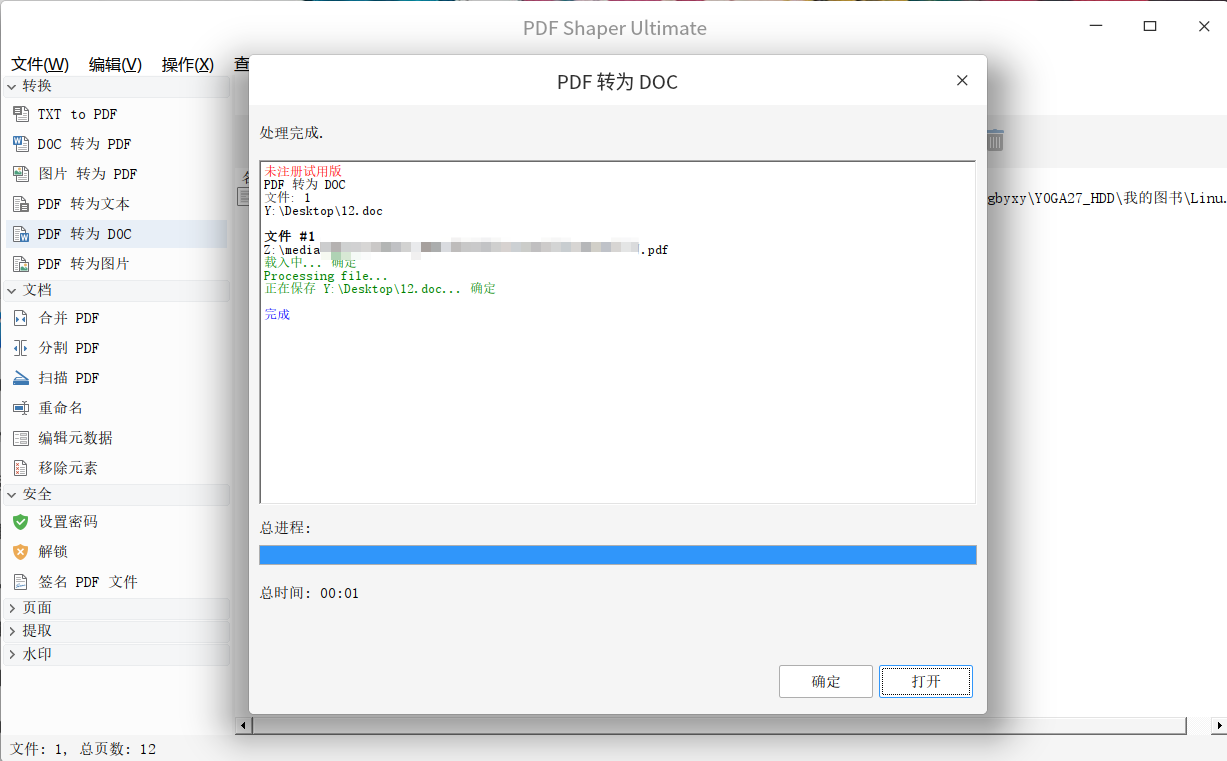 PDF Shaper Ultimate
文件(W) 编辑(V) 操作(X) 查
转换
TXT to PDF
DOC 转为 PDF
图片 转为 PDF
PDF 转为文本
PDF 转为 DOC
PDF 转为图片
文档
合并 PDF
分割 PDF
扫描 PDF
重命名
编辑元数据
移除元素
安全
设置密码
解锁
签名 PDF 文件
页面
提取
水印
PDF 转为 DOC
处理完成.
未注册试用版
PDF 转为 DOC
文件: 1
Y:\Desktop\12.doc
文件 #1
Z:\media .pdf
载入中... 确定
Processing file...
正在保存 Y:\Desktop\12.doc... 确定
完成
总进程:
总时间: 00:01
确定 打开
gbyxy\YOGA27_HDD\我的图书\Linu.
文件: 1, 总页数: 12